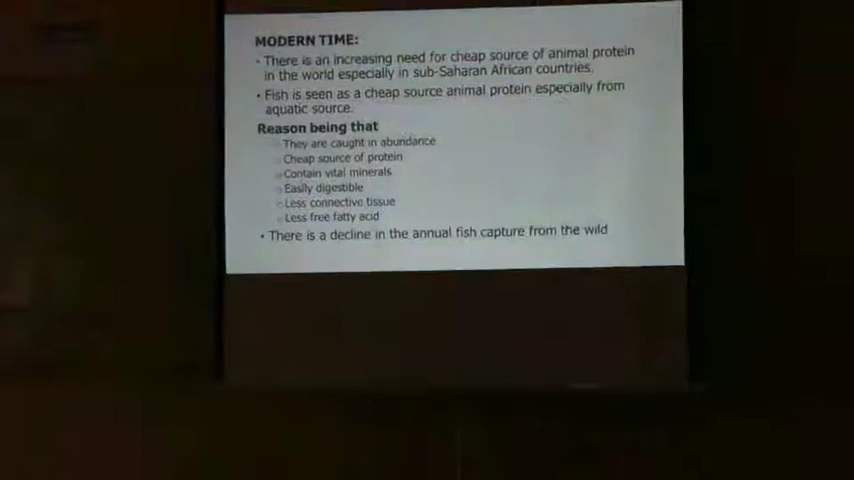 MODERN TIME:
• There is an increasing need for cheap source of animal protein
in the world especially in sub-Saharan African countries.
• Fish is seen as a cheap source animal protein especially from
aquatic source.
Reason being that
They are caught in abundance
Cheap source of protein
Contain vital minerals
Easily digestible
Less connective tissue
Less free fatty acid
• There is a decline in the annual fish capture from the wild